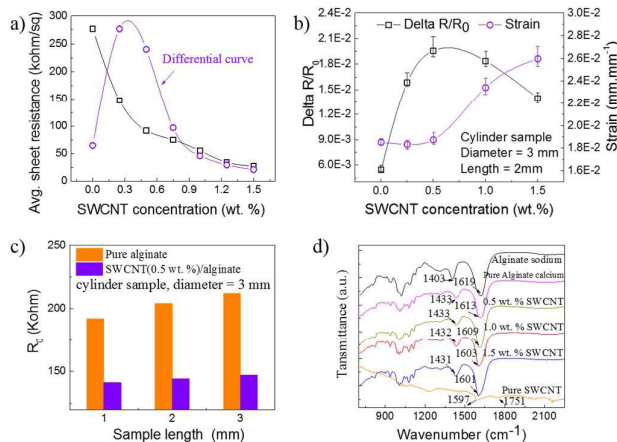 a)
Avg. sheet resistance (kohm/sq)
300
250
200
150
100
50
0
Differential curve
0.0 0.3 0.6 0.9 1.2 1.5
SWCNT concentration (wt. %)
b)
Delta R/R0
2.4E-2
2.1E-2
1.8E-2
1.5E-2
1.2E-2
9.0E-3
6.0E-3
Delta R/R0 Strain
Cylinder sample
Diameter = 3 mm
Length = 2mm
3.0E-2
2.8E-2
2.6E-2
2.4E-2
2.2E-2
2.0E-2
1.8E-2
1.6E-2
Strain (mm.mm-1)
0.0 0.5 1.0 1.5
SWCNT concentration (wt. %)
c)
RC (Kohm)
250
200
150
Pure alginate
SWCNT(0.5 wt. %)/alginate
cylinder sample, diameter = 3 mm
1 2 3
Sample length (mm)
d)
Tansmittance (a.u.)
Alginate sodium
1403 1619
Pure Alginate calcium
1433 1613
0.5 wt. % SWCNT
1433 1609
1.0 wt. % SWCNT
1432 1603
1.5 wt. % SWCNT
1431 1601
Pure SWCNT
1597 1751
900 1200 1500 1800 2100
Wavenumber (cm-1)